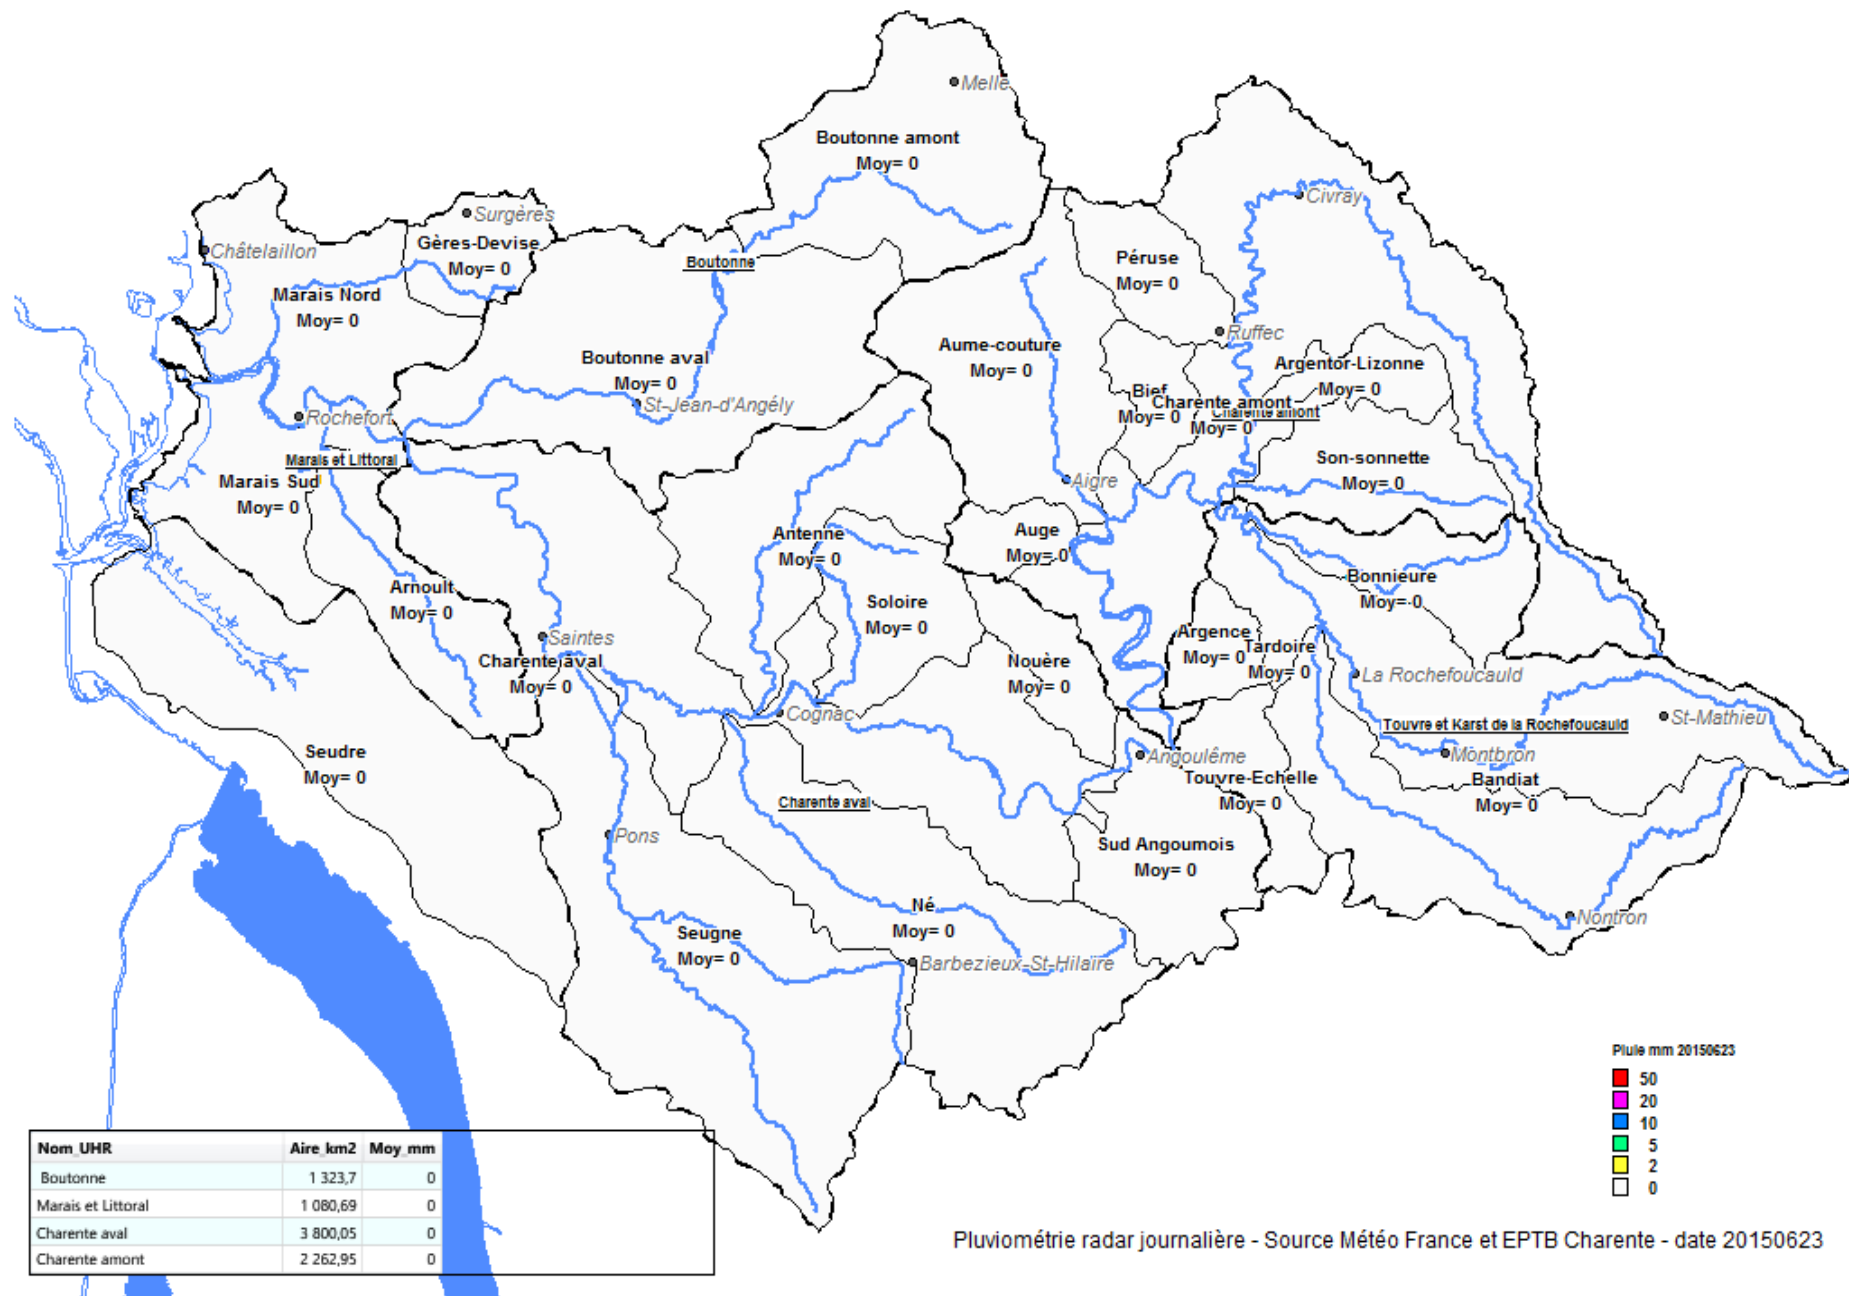 Melle
Boutonne amont
Moy= 0
Civray
Surgères
Châtelaillon
Gères-Devise
Moy= 0
Boutonne
Péruse
Moy= 0
Marais Nord
Moy= 0
Ruffec
Aume-couture
Moy= 0
Boutonne aval
Moy= 0
Argentor-Lizonne
Moy= 0
Bief
Moy= 0
Charente amont
Moy= 0
Charente amont
St-Jean-d'Angély
Rochefort
Marais et Littoral
Marais Sud
Moy= 0
Son-sonnette
Moy= 0
Aigre
Antenne
Moy= 0
Auge
Moy= 0
Bonnieure
Moy= 0
Arnoult
Moy= 0
Soloire
Moy= 0
Saintes
Argence
Moy= 0
Tardoire
Moy= 0
Charente aval
Moy= 0
Nouère
Moy= 0
La Rochefoucauld
Cognac
Touvre et Karst de la Rochefoucauld
St-Mathieu
Seudre
Moy= 0
Angoulême
Montbron
Touvre-Echelle
Moy= 0
Bandiat
Moy= 0
Charente aval
Pons
Sud Angoumois
Moy= 0
Né
Moy= 0
Nontron
Seugne
Moy= 0
Barbezieux-St-Hilaire
Pluie mm 20150623
50
20
10
5
2
0
Nom_UHR Aire_km2 Moy_mm
Boutonne 1 323,7 0
Marais et Littoral 1 080,69 0
Charente aval 3 800,05 0
Charente amont 2 262,95 0
Pluviométrie radar journalière - Source Météo France et EPTB Charente - date 20150623